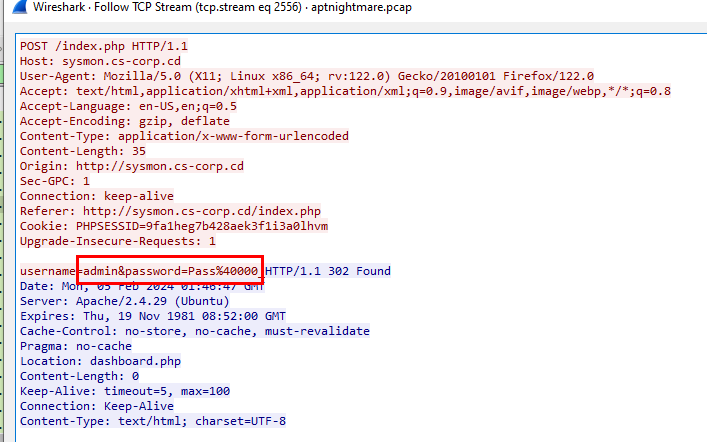 Wireshark · Follow TCP Stream (tcp.stream eq 2556) · aptnightmare.pcap
POST /index.php HTTP/1.1
Host: sysmon.cs-corp.cd
User-Agent: Mozilla/5.0 (X11; Linux x86_64; rv:122.0) Gecko/20100101 Firefox/122.0
Accept: text/html,application/xhtml+xml,application/xml;q=0.9,image/avif,image/webp,*/*;q=0.8
Accept-Language: en-US,en;q=0.5
Accept-Encoding: gzip, deflate
Content-Type: application/x-www-form-urlencoded
Content-Length: 35
Origin: http://sysmon.cs-corp.cd
Sec-GPC: 1
Connection: keep-alive
Referer: http://sysmon.cs-corp.cd/index.php
Cookie: PHPSESSID=9fa1heg7b428aek3f1i3a0lhvm
Upgrade-Insecure-Requests: 1
username=admin&password=Pass%40000_HTTP/1.1 302 Found
Date: Mon, 05 Feb 2024 01:46:47 GMT
Server: Apache/2.4.29 (Ubuntu)
Expires: Thu, 19 Nov 1981 08:52:00 GMT
Cache-Control: no-store, no-cache, must-revalidate
Pragma: no-cache
Location: dashboard.php
Content-Length: 0
Keep-Alive: timeout=5, max=100
Connection: Keep-Alive
Content-Type: text/html; charset=UTF-8